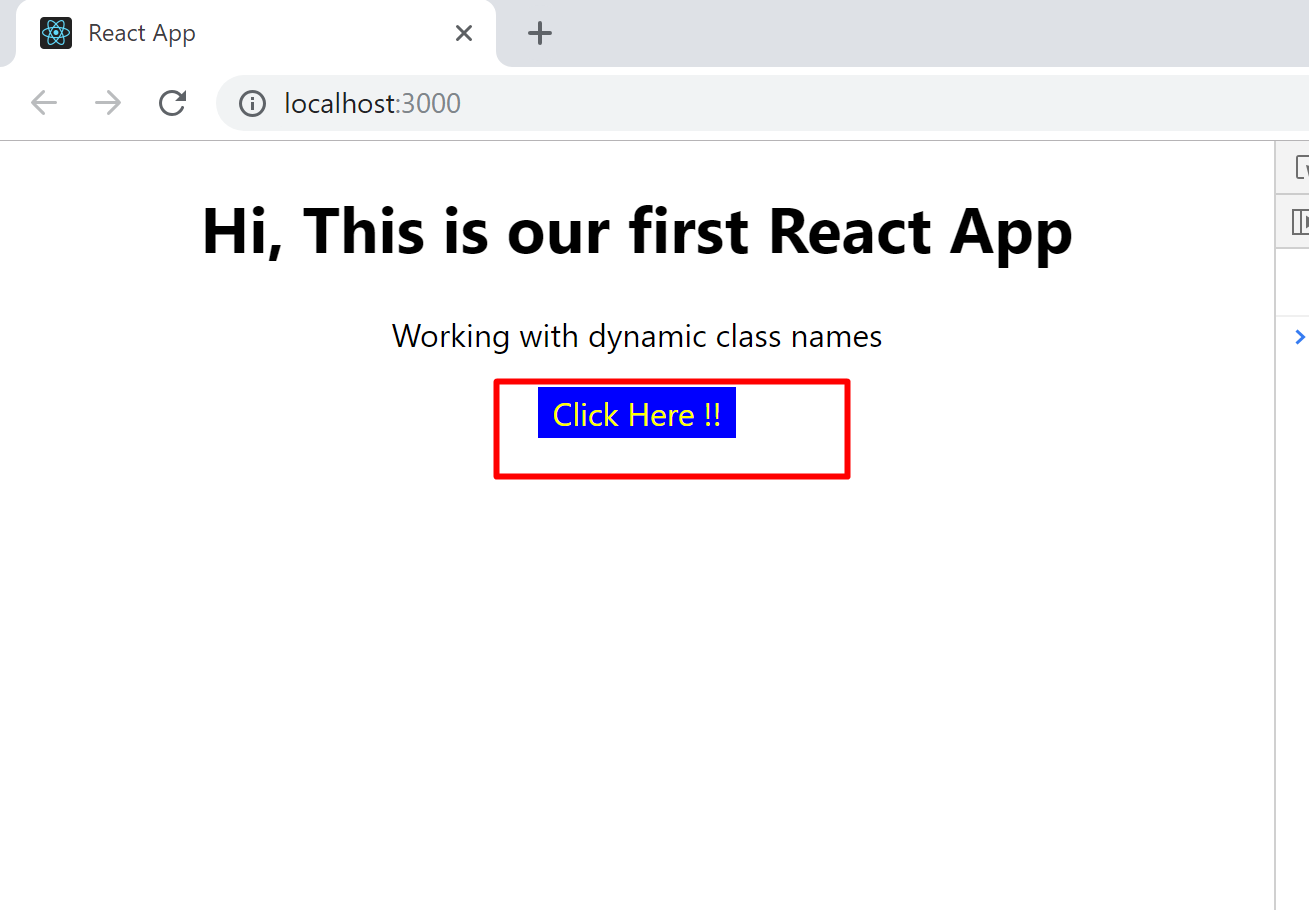 React App
localhost:3000
Hi, This is our first React App
Working with dynamic class names
Click Here !!